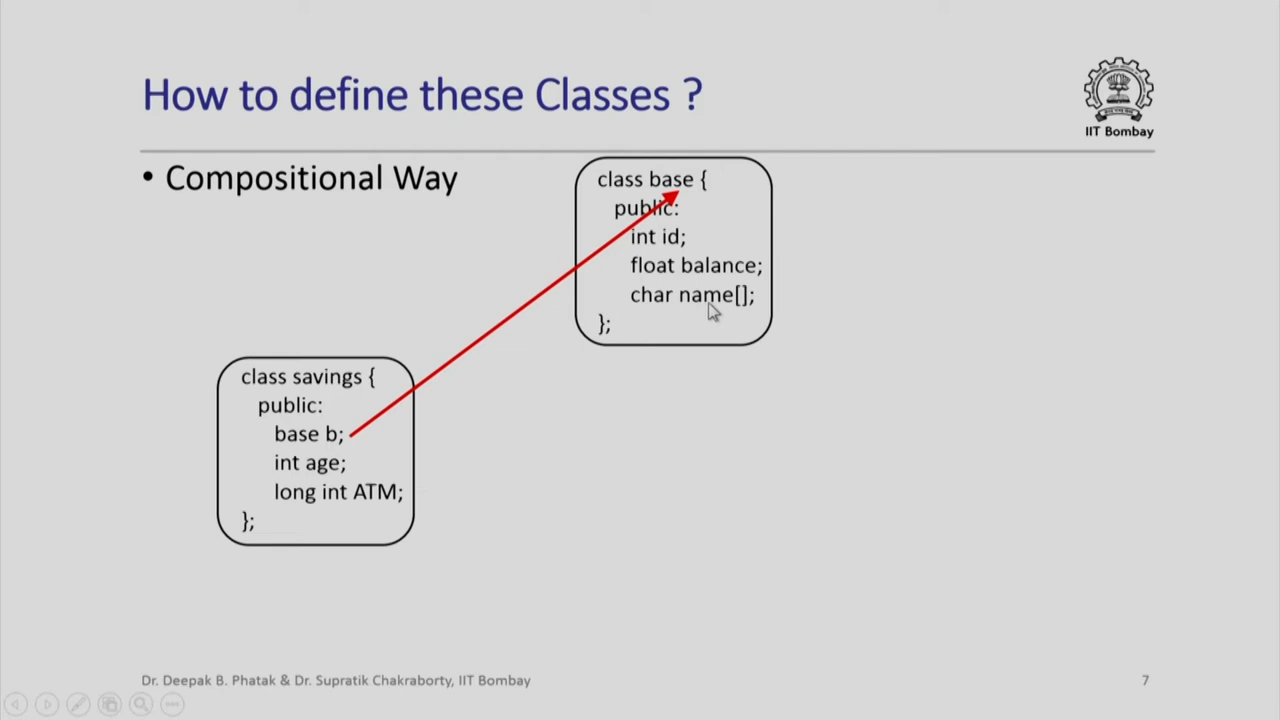 How to define these Classes ?
IIT Bombay
• Compositional Way
class base {
public:
int id;
float balance;
char name[];
};
class savings {
public:
base b;
int age;
long int ATM;
};
Dr. Deepak B. Phatak & Dr. Supratik Chakraborty, IIT Bombay
7